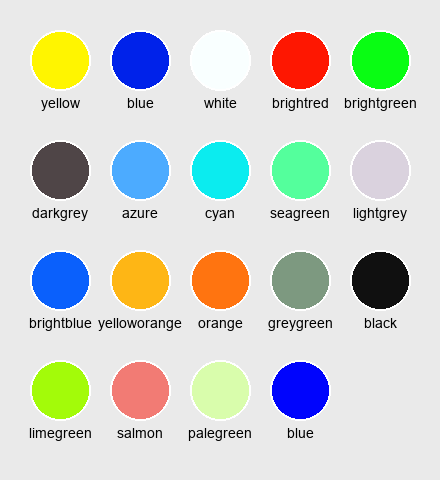 yellow blue white brightred brightgreen
darkgrey azure cyan seagreen lightgrey
brightblue yelloworange orange greygreen black
limegreen salmon palegreen blue